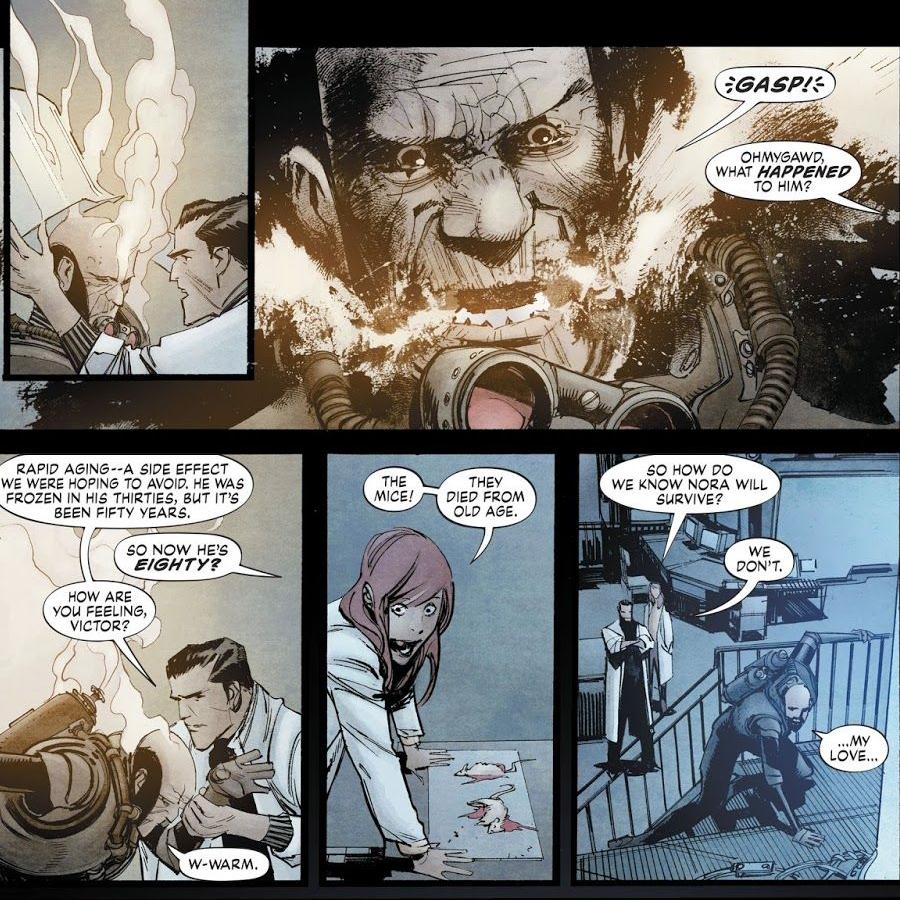 GASP!
OHMYGAWD,
WHAT HAPPENED
TO HIM?
RAPID AGING--A SIDE EFFECT
WE WERE HOPING TO AVOID. HE WAS
FROZEN IN HIS THIRTIES, BUT IT'S
BEEN FIFTY YEARS.
SO NOW HE'S
EIGHTY?
HOW ARE
YOU FEELING,
VICTOR?
W-WARM.
THE
MICE!
THEY
DIED FROM
OLD AGE.
SO HOW DO
WE KNOW NORA WILL
SURVIVE?
WE
DON'T.
...MY
LOVE...